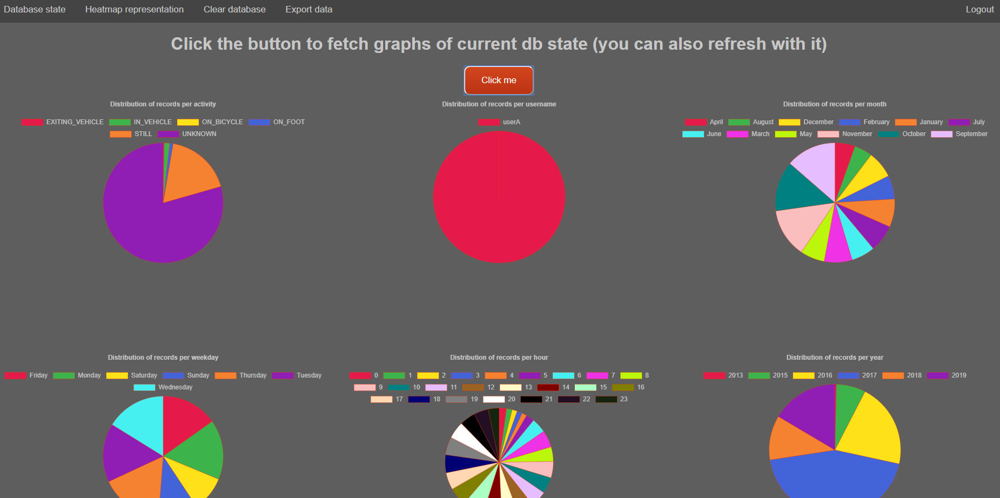 Database state Heatmap representation Clear database Export data Logout
Click the button to fetch graphs of current db state (you can also refresh with it)
Click me
Distribution of records per activity
EXITING_VEHICLE IN_VEHICLE ON_BICYCLE ON_FOOT
STILL UNKNOWN
Distribution of records per username
userA
Distribution of records per month
April August December February January July
June March May November October September
Distribution of records per weekday
Friday Monday Saturday Sunday Thursday Tuesday
Wednesday
Distribution of records per hour
0 1 2 3 4 5 6 7 8
9 10 11 12 13 14 15 16
17 18 19 20 21 22 23
Distribution of records per year
2013 2015 2016 2017 2018 2019